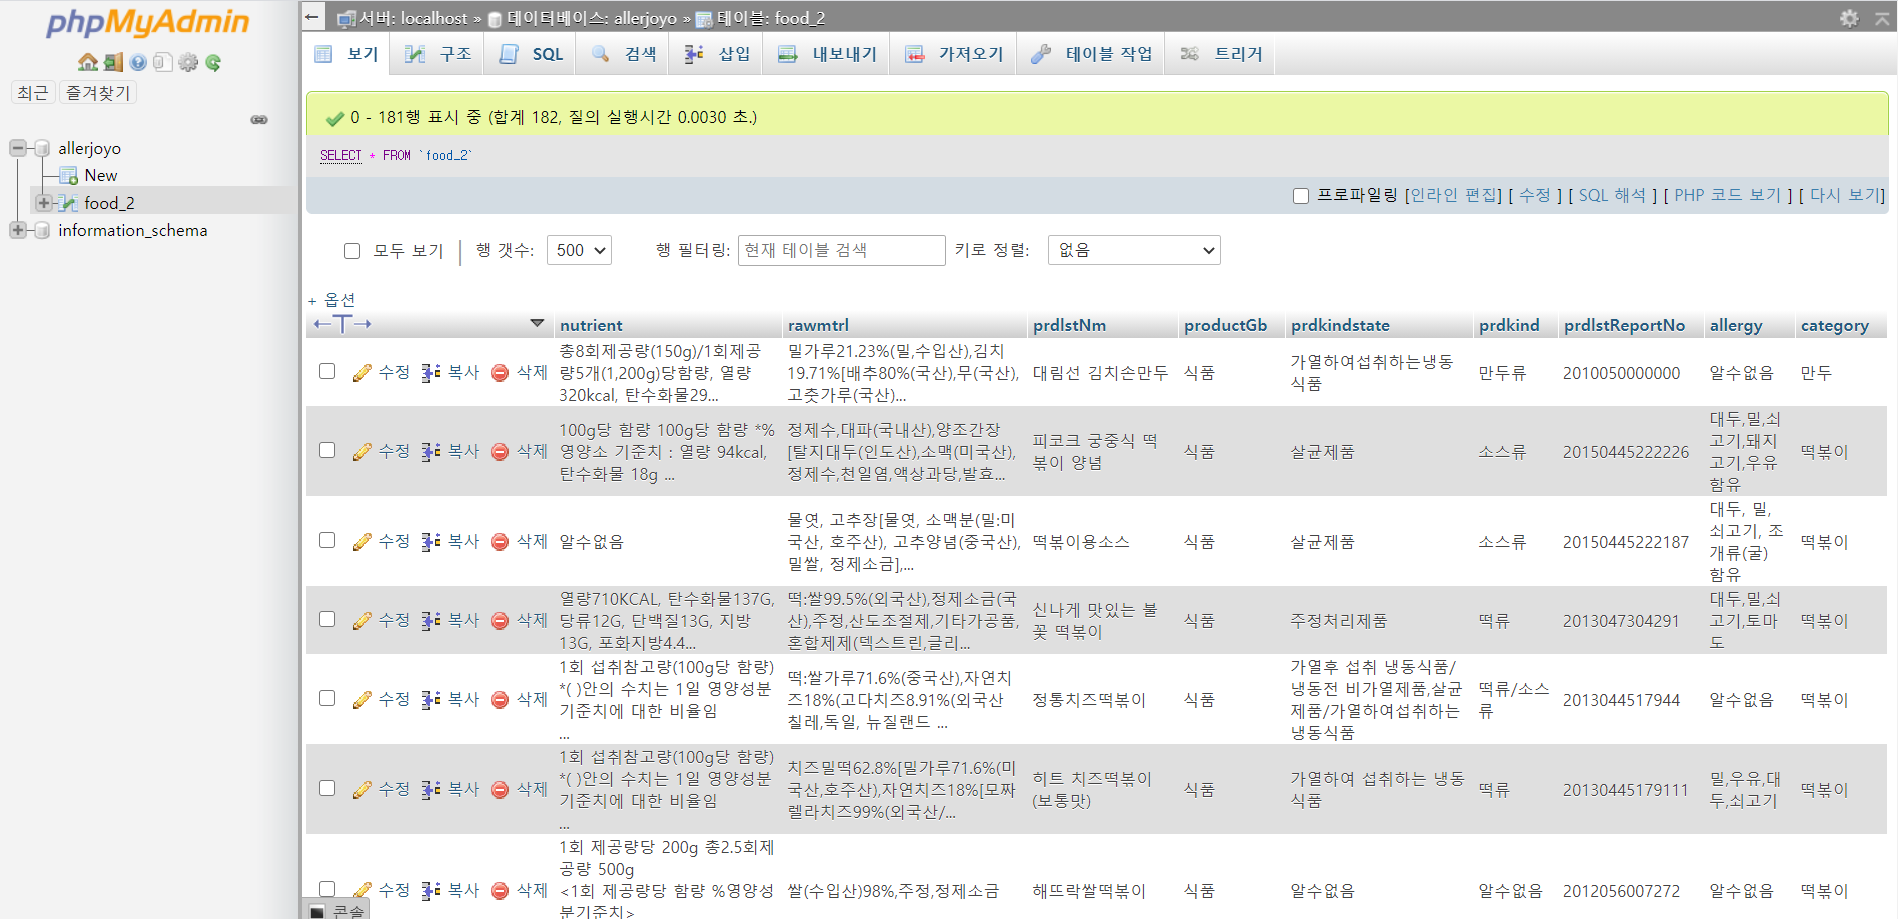 phpMyAdmin
최근 즐겨찾기
allerjoyo
New
food_2
information_schema
← 서버: localhost » 데이터베이스: allerjoyo » 테이블: food_2
보기 구조 SQL 검색 삽입 내보내기 가져오기 테이블 작업 트리거
0 - 181행 표시 중 (합계 182, 질의 실행시간 0.0030 초.)
SELECT * FROM `food_2`
프로파일링 [인라인 편집] [ 수정 ] [ SQL 해석 ] [ PHP 코드 보기 ] [ 다시 보기]
모두 보기 | 행 갯수: 500 행 필터링: 현재 테이블 검색 키로 정렬: 없음
+ 옵션
←T→ nutrient rawmtrl prdlstNm productGb prdkindstate prdkind prdlstReportNo allergy category
수정 복사 삭제
총8회제공량(150g)/1회제공
량5개(1,200g)당함량, 열량
320kcal, 탄수화물29...
밀가루21.23%(밀,수입산),김치
19.71%[배추80%(국산),무(국산),
고춧가루(국산)...
대림선 김치손만두
식품
가열하여섭취하는냉동
식품
만두류
2010050000000
알수없음
만두
수정 복사 삭제
100g당 함량 100g당 함량 *%
영양소 기준치 : 열량 94kcal,
탄수화물 18g ...
정제수,대파(국내산),양조간장
[탈지대두(인도산),소맥(미국산),
정제수,천일염,액상과당,발효...
피코크 궁중식 떡
볶이 양념
식품
살균제품
소스류
20150445222226
대두,밀,쇠
고기,돼지
고기,우유
함유
떡볶이
수정 복사 삭제
알수없음
물엿, 고추장[물엿, 소맥분(밀:미
국산, 호주산), 고추양념(중국산),
밀쌀, 정제소금],...
떡볶이용소스
식품
살균제품
소스류
20150445222187
대두, 밀,
쇠고기, 조
개류(굴)
함유
떡볶이
수정 복사 삭제
열량710KCAL, 탄수화물137G,
당류12G, 단백질13G, 지방
13G, 포화지방4.4...
떡:쌀99.5%(외국산),정제소금(국
산),주정,산도조절제,기타가공품,
혼합제제(덱스트린,글리...
신나게 맛있는 불
꽃 떡볶이
식품
주정처리제품
떡류
2013047304291
대두,밀,쇠
고기,토마
도
떡볶이
수정 복사 삭제
1회 섭취참고량(100g당 함량)
*( )안의 수치는 1일 영양성분
기준치에 대한 비율임
...
떡:쌀가루71.6%(중국산),자연치
즈18%(고다치즈8.91%(외국산
칠레,독일, 뉴질랜드 ...
정통치즈떡볶이
식품
가열후 섭취 냉동식품/
냉동전 비가열제품,살균
제품/가열하여섭취하는
냉동식품
떡류/소스
류
2013044517944
알수없음
떡볶이
수정 복사 삭제
1회 섭취참고량(100g당 함량)
*( )안의 수치는 1일 영양성분
기준치에 대한 비율임
...
치즈밀떡62.8%[밀가루71.6%(미
국산,호주산),자연치즈18%[모짜
렐라치즈99%(외국산/...
히트 치즈떡볶이
(보통맛)
식품
가열하여 섭취하는 냉동
식품
떡류
20130445179111
밀,우유,대
두,쇠고기
떡볶이
수정 복사 삭제
1회 제공량당 200g 총2.5회제
공량 500g
<1회 제공량당 함량 %영양성
분기준치>
쌀(수입산)98%,주정,정제소금
해뜨락쌀떡볶이
식품
알수없음
알수없음
2012056007272
알수없음
떡볶이
콘솔